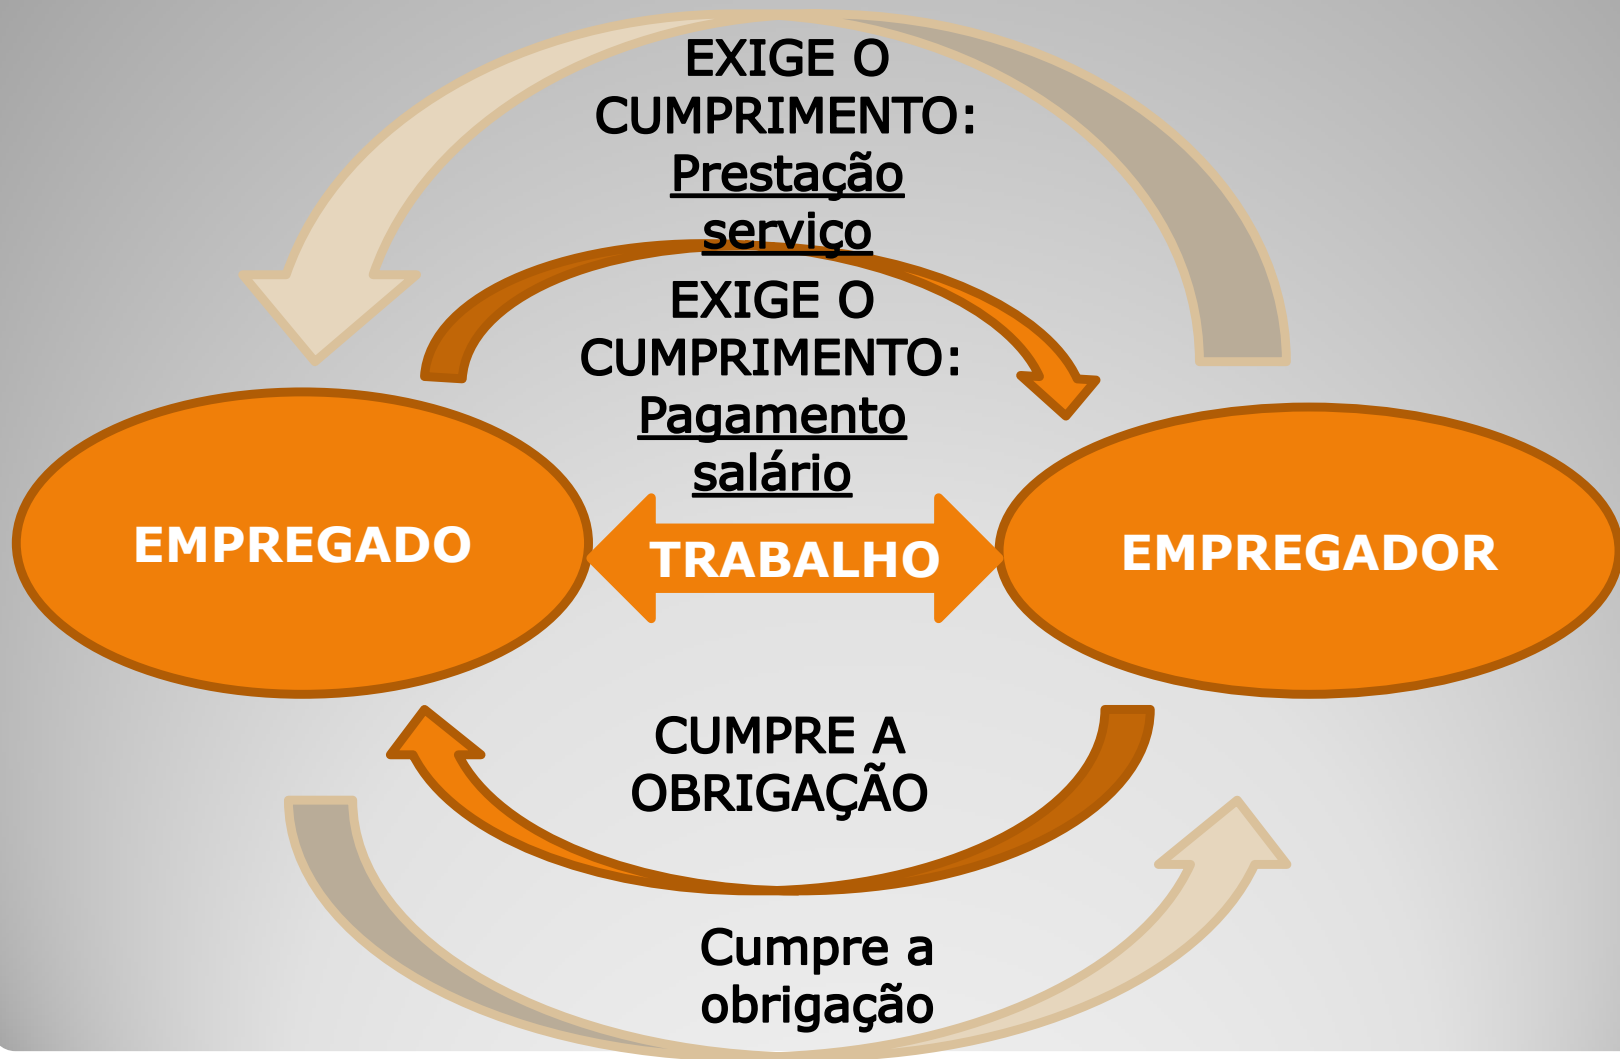 EXIGE O
CUMPRIMENTO:
Prestação
serviço
EXIGE O
CUMPRIMENTO:
Pagamento
salário
EMPREGADO
TRABALHO
EMPREGADOR
CUMPRE A
OBRIGAÇÃO
Cumpre a
obrigação